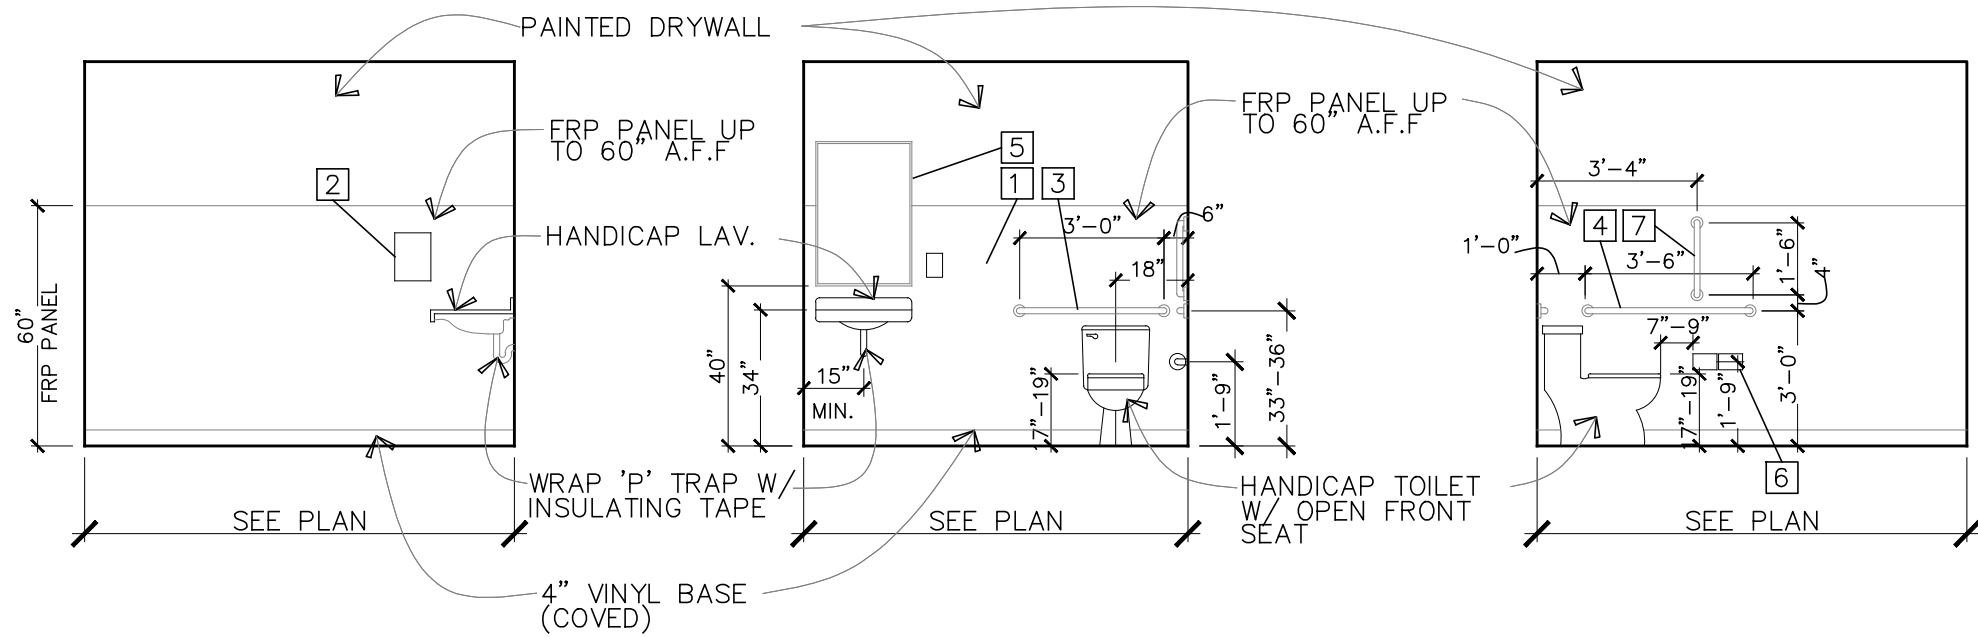 PAINTED DRYWALL
FRP PANEL UP
TO 60" A.F.F
2
HANDICAP LAV.
60"
FRP PANEL
WRAP 'P' TRAP W/
INSULATING TAPE
SEE PLAN
4" VINYL BASE
(COVED)
5
1
3
FRP PANEL UP
TO 60" A.F.F
6"
3'-0"
18"
40"
34"
15"
MIN.
17"-19"
1'-9"
33"-36"
SEE PLAN
HANDICAP TOILET
W/ OPEN FRONT
SEAT
3'-4"
4
7
1'-0"
3'-6"
1'-6"
4"
7"-9"
17"-19"
1'-9"
3'-0"
6
SEE PLAN